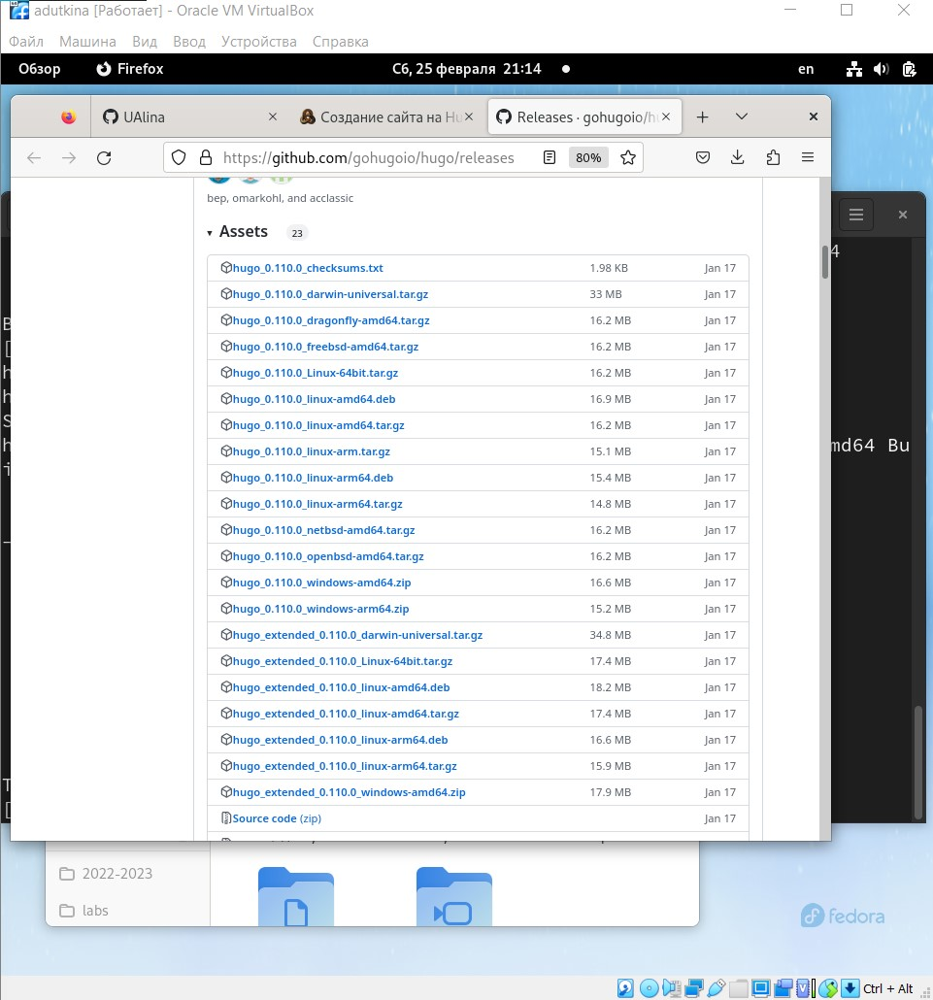 adutkina [Работает] - Oracle VM VirtualBox
Файл Машина Вид Ввод Устройства Справка
Обзор Firefox Сб, 25 февраля 21:14 en
UAlina Создание сайта на Hu Releases · gohugoio/h
https://github.com/gohugoio/hugo/releases 80%
bep, omarkohl, and acclassic
Assets 23
hugo_0.110.0_checksums.txt 1.98 KB Jan 17
hugo_0.110.0_darwin-universal.tar.gz 33 MB Jan 17
hugo_0.110.0_dragonfly-amd64.tar.gz 16.2 MB Jan 17
hugo_0.110.0_freebsd-amd64.tar.gz 16.2 MB Jan 17
hugo_0.110.0_Linux-64bit.tar.gz 16.2 MB Jan 17
hugo_0.110.0_linux-amd64.deb 16.9 MB Jan 17
hugo_0.110.0_linux-amd64.tar.gz 16.2 MB Jan 17
hugo_0.110.0_linux-arm.tar.gz 15.1 MB Jan 17
hugo_0.110.0_linux-arm64.deb 15.4 MB Jan 17
hugo_0.110.0_linux-arm64.tar.gz 14.8 MB Jan 17
hugo_0.110.0_netbsd-amd64.tar.gz 16.2 MB Jan 17
hugo_0.110.0_openbsd-amd64.tar.gz 16.2 MB Jan 17
hugo_0.110.0_windows-amd64.zip 16.6 MB Jan 17
hugo_0.110.0_windows-arm64.zip 15.2 MB Jan 17
hugo_extended_0.110.0_darwin-universal.tar.gz 34.8 MB Jan 17
hugo_extended_0.110.0_Linux-64bit.tar.gz 17.4 MB Jan 17
hugo_extended_0.110.0_linux-amd64.deb 18.2 MB Jan 17
hugo_extended_0.110.0_linux-amd64.tar.gz 17.4 MB Jan 17
hugo_extended_0.110.0_linux-arm64.deb 16.6 MB Jan 17
hugo_extended_0.110.0_linux-arm64.tar.gz 15.9 MB Jan 17
hugo_extended_0.110.0_windows-amd64.zip 17.9 MB Jan 17
Source code (zip) Jan 17
4
md64 Bu
2022-2023
labs
fedora
Ctrl + Alt